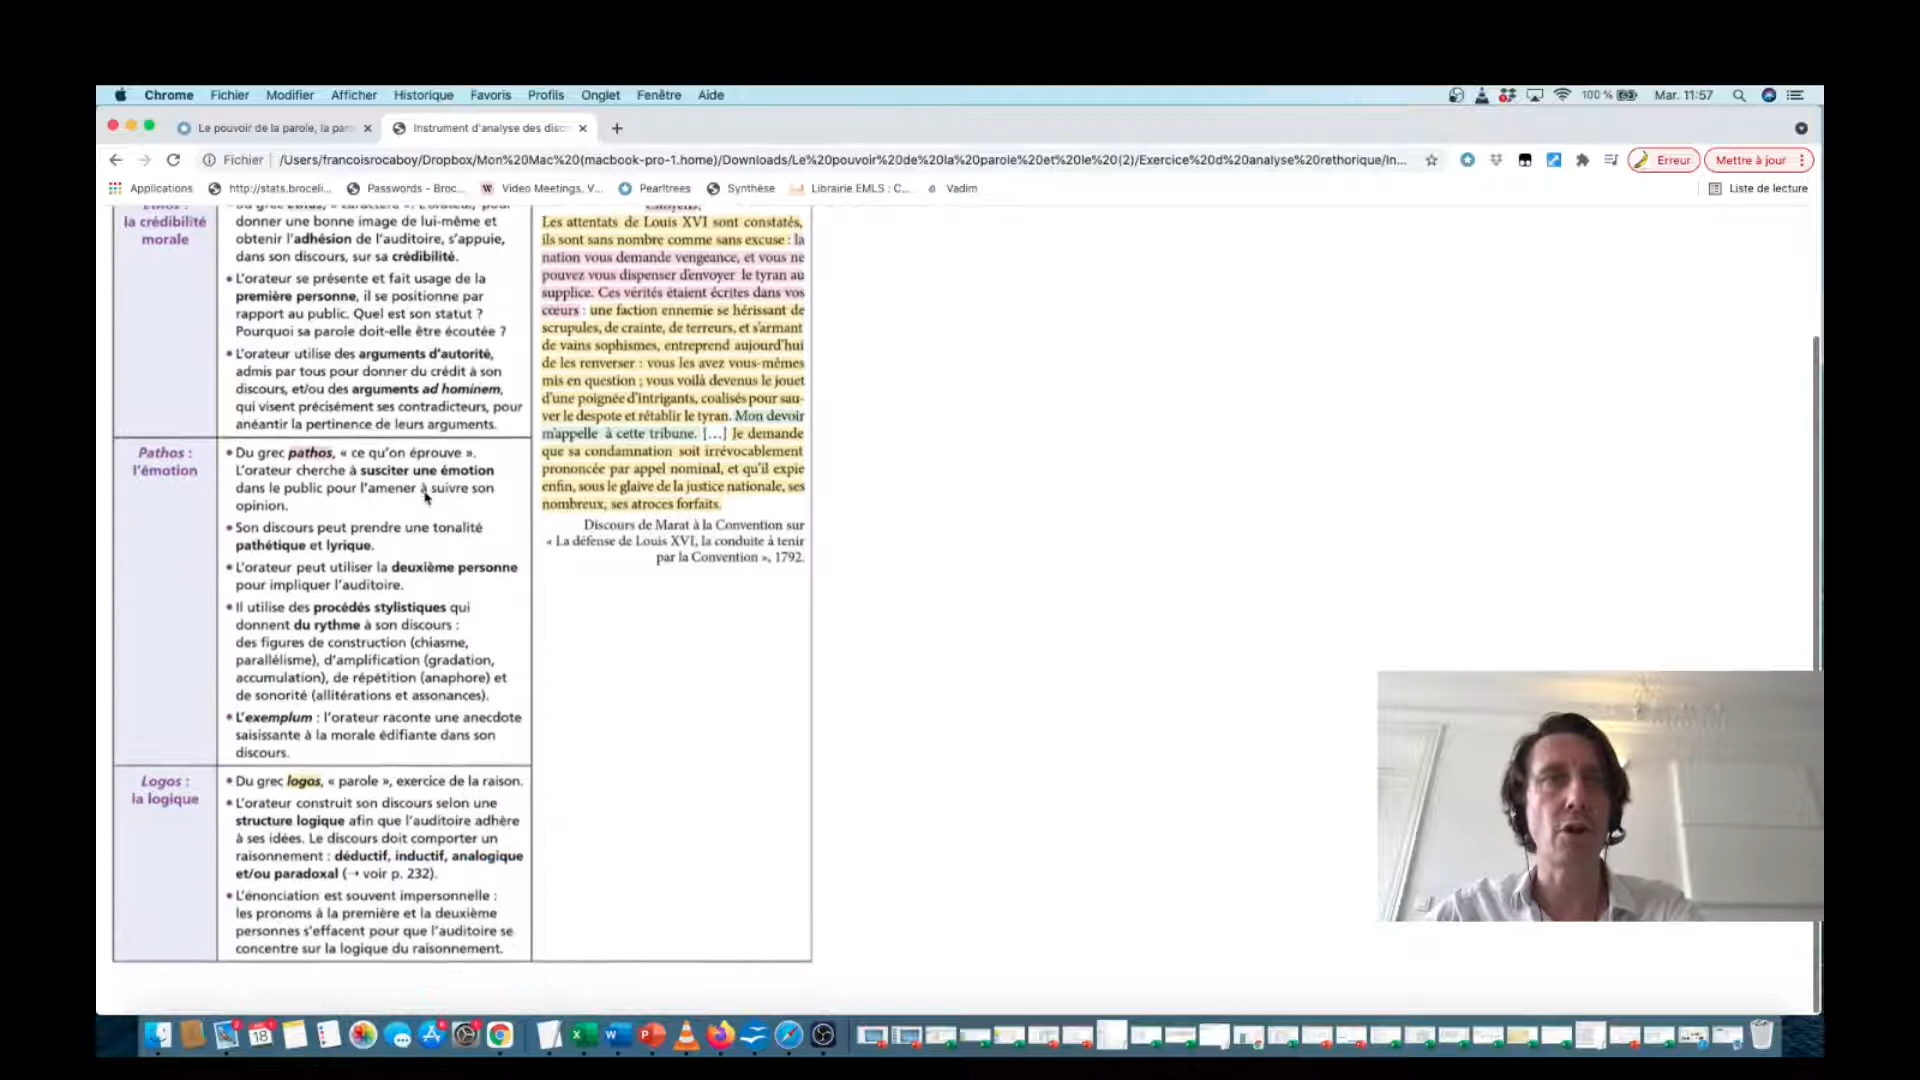 Chrome Fichier Modifier Afficher Historique Favoris Profils Onglet Fenêtre Aide
100 % Mar. 11:57
Le pouvoir de la parole, la par
Instrument d'analyse des disc
Fichier
/Users/francoisrocaboy/Dropbox/Mon%20Mac%20(macbook-pro-1.home)/Downloads/Le%20pouvoir%20de%20la%20parole%20et%20le%20(2)/Exercice%20d%20analyse%20rethorique/In...
Erreur
Mettre à jour
Applications
http://stats.broceli...
Passwords - Broc...
Video Meetings, V...
Pearltrees
Synthèse
Librairie EMLS : C...
Vadim
Liste de lecture
la crédibilité
morale
donner une bonne image de lui-même et
obtenir l'adhésion de l'auditoire, s'appuie,
dans son discours, sur sa crédibilité.
• L'orateur se présente et fait usage de la
première personne, il se positionne par
rapport au public. Quel est son statut ?
Pourquoi sa parole doit-elle être écoutée ?
• L'orateur utilise des arguments d'autorité,
admis par tous pour donner du crédit à son
discours, et/ou des arguments ad hominem,
qui visent précisément ses contradicteurs, pour
anéantir la pertinence de leurs arguments.
Pathos :
l'émotion
• Du grec pathos, « ce qu'on éprouve ».
L'orateur cherche à susciter une émotion
dans le public pour l'amener à suivre son
opinion.
• Son discours peut prendre une tonalité
pathétique et lyrique.
• L'orateur peut utiliser la deuxième personne
pour impliquer l'auditoire.
• Il utilise des procédés stylistiques qui
donnent du rythme à son discours :
des figures de construction (chiasme,
parallélisme), d'amplification (gradation,
accumulation), de répétition (anaphore) et
de sonorité (allitérations et assonances).
• L'exemplum : l'orateur raconte une anecdote
saisissante à la morale édifiante dans son
discours.
Logos :
la logique
• Du grec logos, « parole », exercice de la raison.
• L'orateur construit son discours selon une
structure logique afin que l'auditoire adhère
à ses idées. Le discours doit comporter un
raisonnement : déductif, inductif, analogique
et/ou paradoxal (→ voir p. 232).
• L'énonciation est souvent impersonnelle :
les pronoms à la première et la deuxième
personnes s'effacent pour que l'auditoire se
concentre sur la logique du raisonnement.
Citoyens,
Les attentats de Louis XVI sont constatés,
ils sont sans nombre comme sans excuse : la
nation vous demande vengeance, et vous ne
pouvez vous dispenser d'envoyer le tyran au
supplice. Ces vérités étaient écrites dans vos
cœurs : une faction ennemie se hérissant de
scrupules, de crainte, de terreurs, et s'armant
de vains sophismes, entreprend aujourd'hui
de les renverser : vous les avez vous-mêmes
mis en question ; vous voilà devenus le jouet
d'une poignée d'intrigants, coalisés pour sau-
ver le despote et rétablir le tyran. Mon devoir
m'appelle à cette tribune. [...] Je demande
que sa condamnation soit irrévocablement
prononcée par appel nominal, et qu'il expie
enfin, sous le glaive de la justice nationale, ses
nombreux, ses atroces forfaits.
Discours de Marat à la Convention sur
« La défense de Louis XVI, la conduite à tenir
par la Convention », 1792.
18